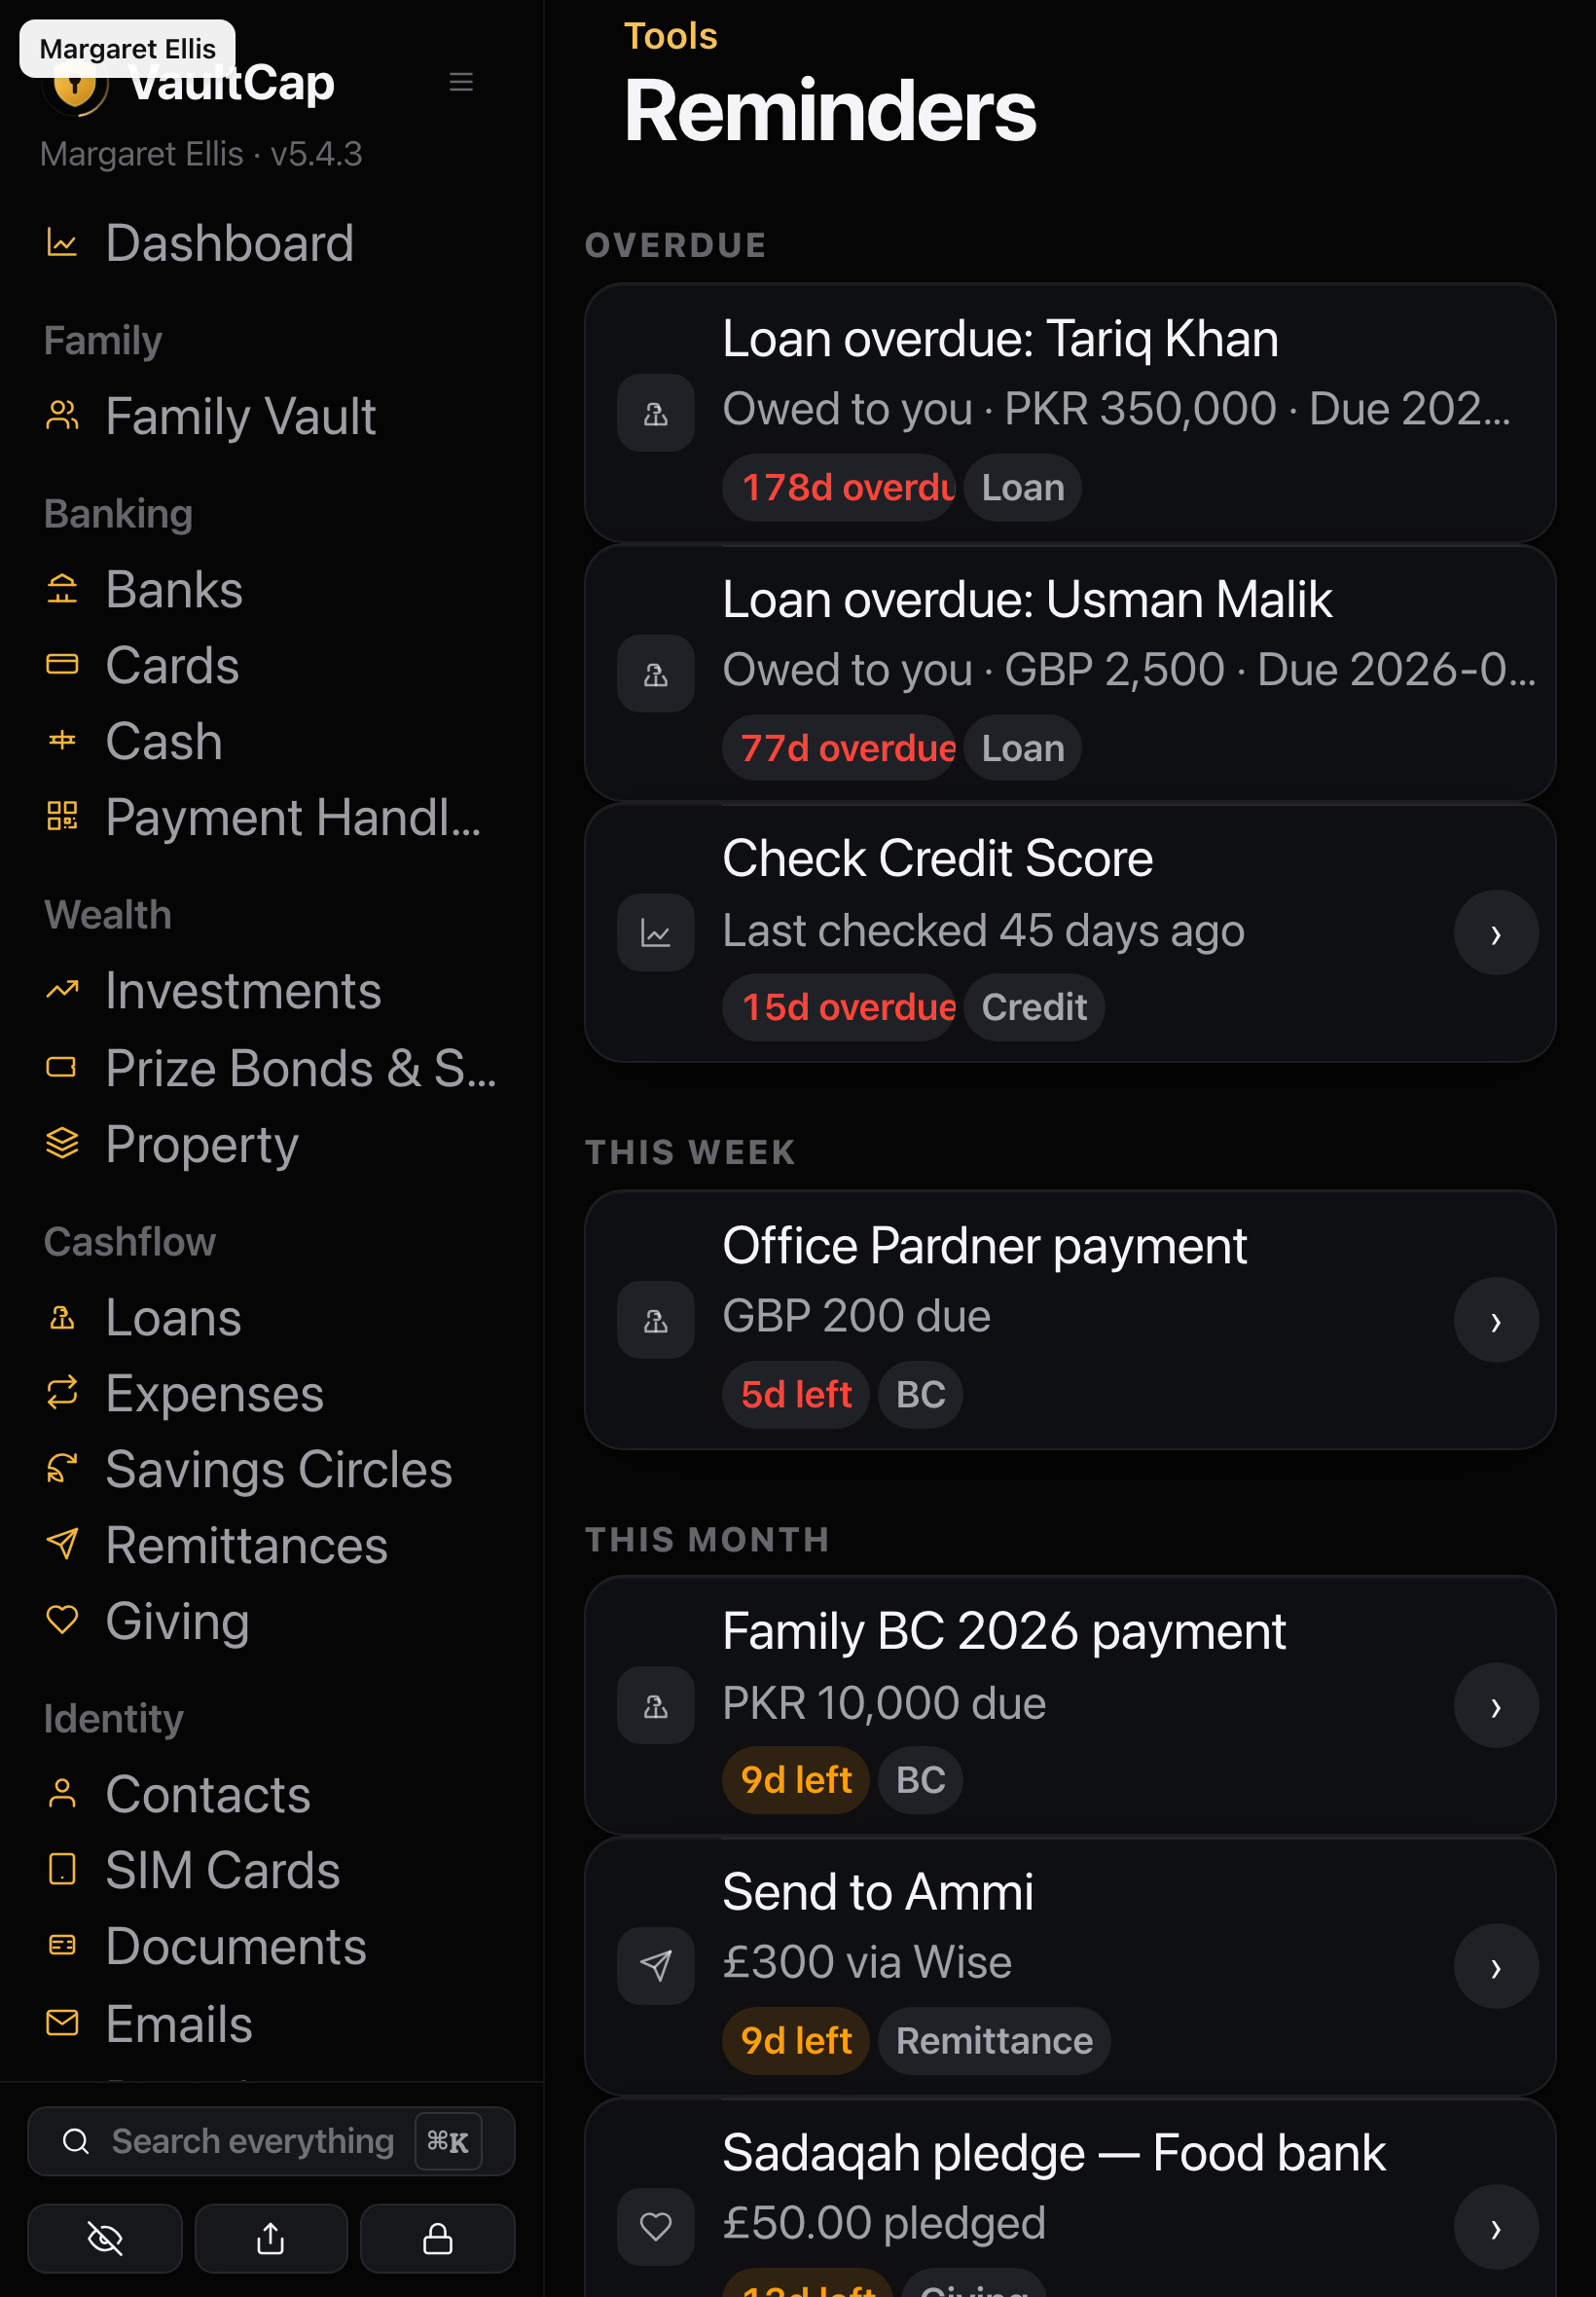 Margaret Ellis
VaultCap
Margaret Ellis · v5.4.3
Dashboard
Family
Family Vault
Banking
Banks
Cards
Cash
Payment Handl...
Wealth
Investments
Prize Bonds & S...
Property
Cashflow
Loans
Expenses
Savings Circles
Remittances
Giving
Identity
Contacts
SIM Cards
Documents
Emails
Search everything ⌘K
Tools
Reminders
OVERDUE
Loan overdue: Tariq Khan
Owed to you · PKR 350,000 · Due 202...
178d overdu
Loan
Loan overdue: Usman Malik
Owed to you · GBP 2,500 · Due 2026-0...
77d overdue
Loan
Check Credit Score
Last checked 45 days ago
15d overdue
Credit
›
THIS WEEK
Office Pardner payment
GBP 200 due
5d left
BC
›
THIS MONTH
Family BC 2026 payment
PKR 10,000 due
9d left
BC
›
Send to Ammi
£300 via Wise
9d left
Remittance
›
Sadaqah pledge — Food bank
£50.00 pledged
›
Giving